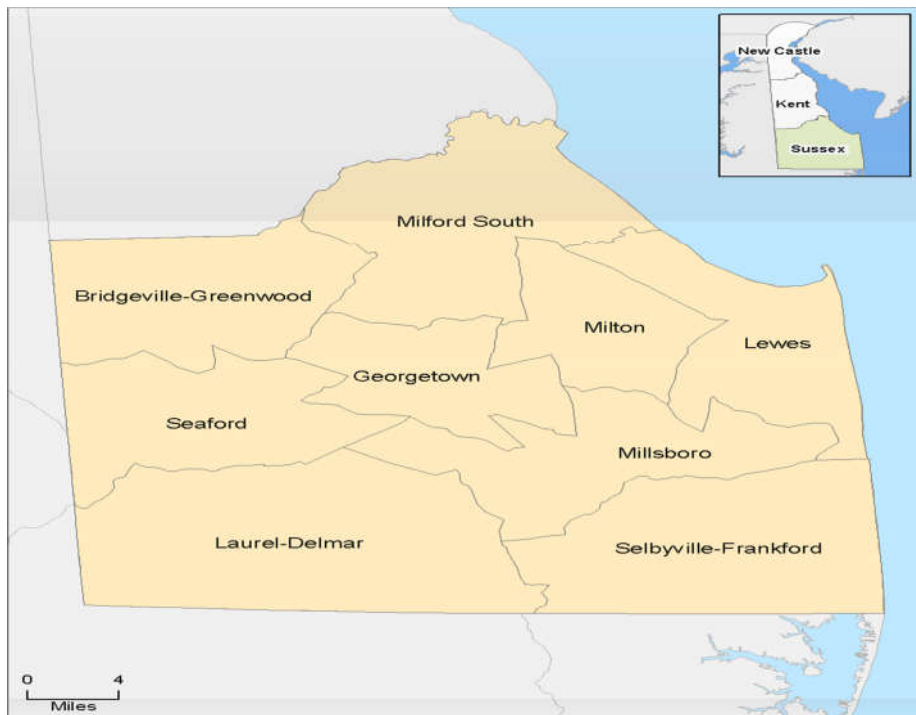 New Castle
Kent
Sussex
Milford South
Bridgeville-Greenwood
Milton
Lewes
Georgetown
Seaford
Millsboro
Laurel-Delmar
Selbyville-Frankford
0 4
Miles